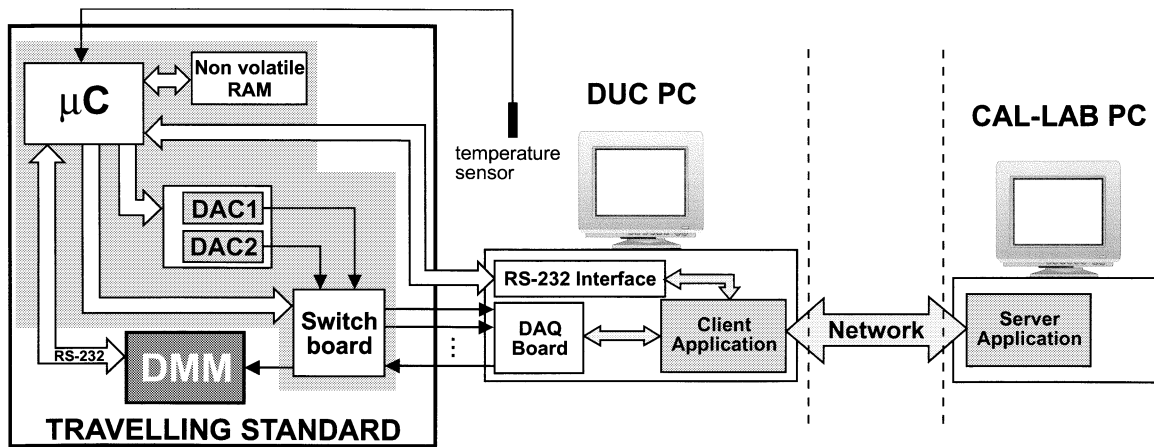 μC
Non volatile
RAM
temperature
sensor
DUC PC
CAL-LAB PC
DAC1
DAC2
RS-232 Interface
Switch
board
DAQ
Board
Client
Application
Network
Server
Application
RS-232
DMM
TRAVELLING STANDARD